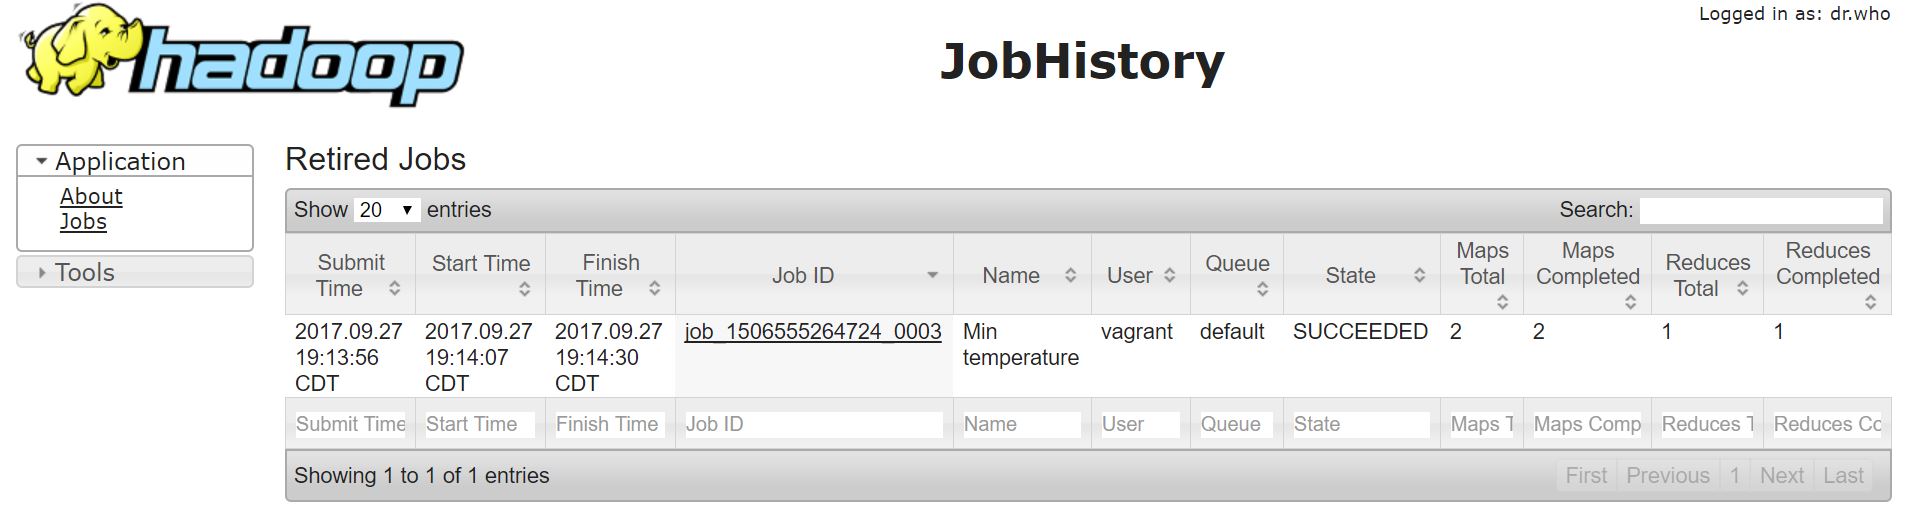 Logged in as: dr.who
hadoop
JobHistory
Application
About
Jobs
Tools
Retired Jobs
Show 20 entries
Search:
Submit Time
Start Time
Finish Time
Job ID
Name
User
Queue
State
Maps Total
Maps Completed
Reduces Total
Reduces Completed
2017.09.27 19:13:56 CDT
2017.09.27 19:14:07 CDT
2017.09.27 19:14:30 CDT
job_1506555264724_0003
Min temperature
vagrant
default
SUCCEEDED
2
2
1
1
Submit Time
Start Time
Finish Time
Job ID
Name
User
Queue
State
Maps T
Maps Comp
Reduces T
Reduces Co
Showing 1 to 1 of 1 entries
First Previous 1 Next Last